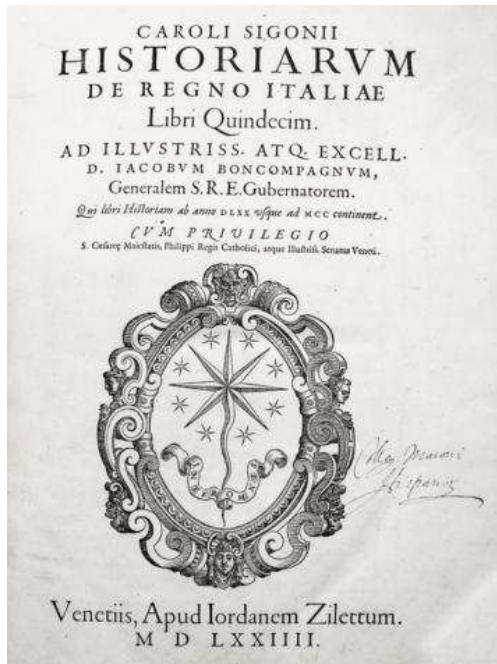 CAROLI SIGONII
HISTORIARVM
DE REGNO ITALIAE
Libri Quindecim.
AD ILLVSTRISS. ATQ. EXCELL.
D. IACOBVM BONCOMPAGNVM,
Generalem S. R. E. Gubernatorem.
Qui libri Historiam ab anno DLXX vsque ad MCC continent.
CVM PRIVILEGIO
S. Cæsareę Maiestatis, Philippi Regis Catholici, atque Illustriss. Senatus Veneti.
Venetiis, Apud Iordanem Zilettum.
M D LXXIIII.